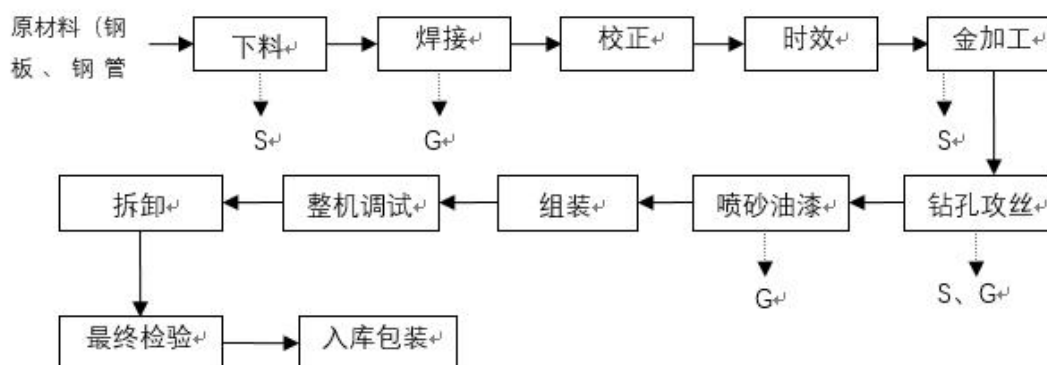 原材料（钢
板、钢管
下料↵
焊接↵
校正↵
时效↵
金加工↵
S↵
G↵
S↵
拆卸↵
整机调试↵
组装↵
喷砂油漆↵
钻孔攻丝↵
G↵
S、G↵
最终检验↵
入库包装↵